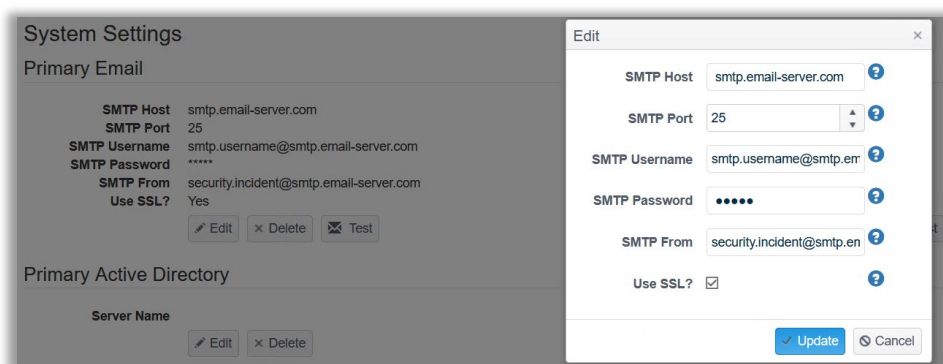 System Settings
Primary Email
SMTP Host smtp.email-server.com
SMTP Port 25
SMTP Username smtp.username@smtp.email-server.com
SMTP Password *****
SMTP From security.incident@smtp.email-server.com
Use SSL? Yes
Edit × Delete Test
Primary Active Directory
Server Name
Edit × Delete
Edit ×
SMTP Host smtp.email-server.com ?
SMTP Port 25 ?
SMTP Username smtp.username@smtp.em ?
SMTP Password ●●●●● ?
SMTP From security.incident@smtp.en ?
Use SSL? ?
Update Cancel